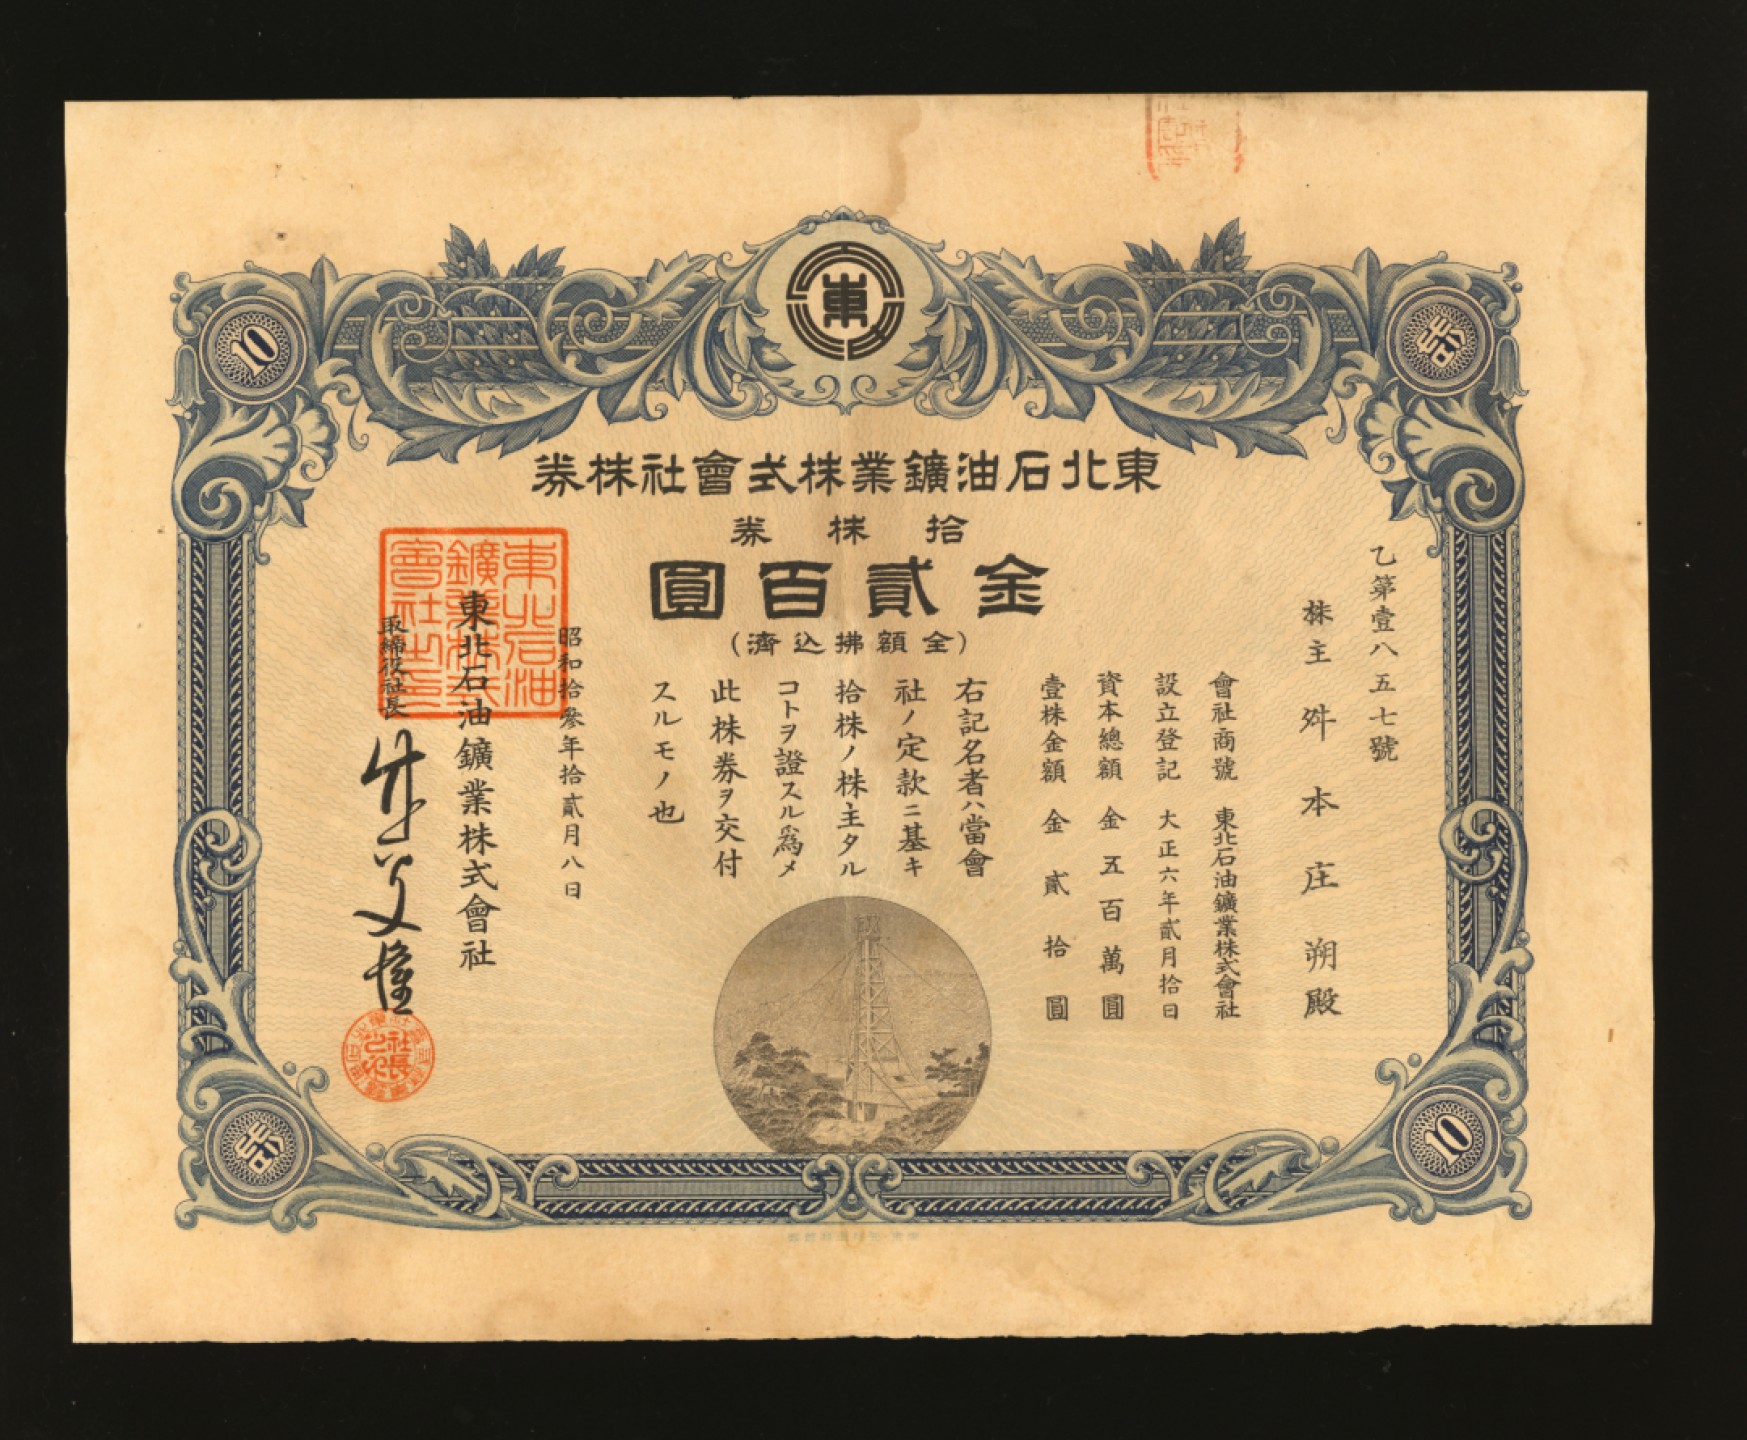 東
10
拾
東北石油鑛業株式會社株券
拾株券
金貳百圓
(全額拂込濟)
乙第壹八五七號
株主 舛本庄朔殿
會社商號 東北石油鑛業株式會社
設立登記 大正六年貳月拾日
資本總額 金五百萬圓
壹株金額 金貳拾圓
右記名者ハ當會
社ノ定款ニ基キ
拾株ノ株主タル
コトヲ證スル爲メ
此株券ヲ交付
スルモノ也
昭和拾參年拾貳月八日
東北石油鑛業株式會社
取締役社長
東北石油
鑛業株式
會社之印
拾
10